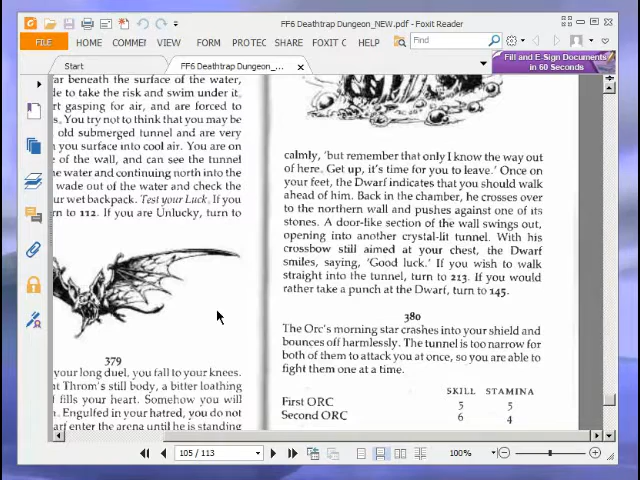 FF6 Deathtrap Dungeon_NEW.pdf - Foxit Reader
FILE HOME COMMEI VIEW FORM PROTEC SHARE FOXIT C HELP Find
Start FF6 Deathtrap Dungeon_...
Fill and E-Sign Documents
in 60 Seconds
ar beneath the surface of the water,
de to take the risk and swim under it.
rt gasping for air, and are forced to
s. You try not to think that you may be
old submerged tunnel and are very
you surface into cool air. You are on
e of the wall, and can see the tunnel
he water and continuing north into the
wade out of the water and check the
ur wet backpack. Test your Luck. If you
rn to 112. If you are Unlucky, turn to
379
your long duel, you fall to your knees.
t Throm's still body, a bitter loathing
fills your heart. Somehow you will
. Engulfed in your hatred, you do not
arf enter the arena until he is standing
calmly, 'but remember that only I know the way out
of here. Get up, it's time for you to leave.' Once on
your feet, the Dwarf indicates that you should walk
ahead of him. Back in the chamber, he crosses over
to the northern wall and pushes against one of its
stones. A door-like section of the wall swings out,
opening into another crystal-lit tunnel. With his
crossbow still aimed at your chest, the Dwarf
smiles, saying, 'Good luck.' If you wish to walk
straight into the tunnel, turn to 213. If you would
rather take a punch at the Dwarf, turn to 145.
380
The Orc's morning star crashes into your shield and
bounces off harmlessly. The tunnel is too narrow for
both of them to attack you at once, so you are able to
fight them one at a time.
SKILL STAMINA
First ORC 5 5
Second ORC 6 4
105 / 113
100%